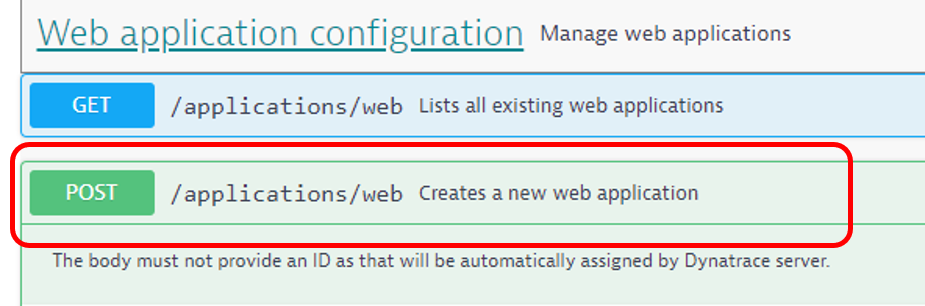 Web application configuration Manage web applications
GET /applications/web Lists all existing web applications
POST /applications/web Creates a new web application
The body must not provide an ID as that will be automatically assigned by Dynatrace server.